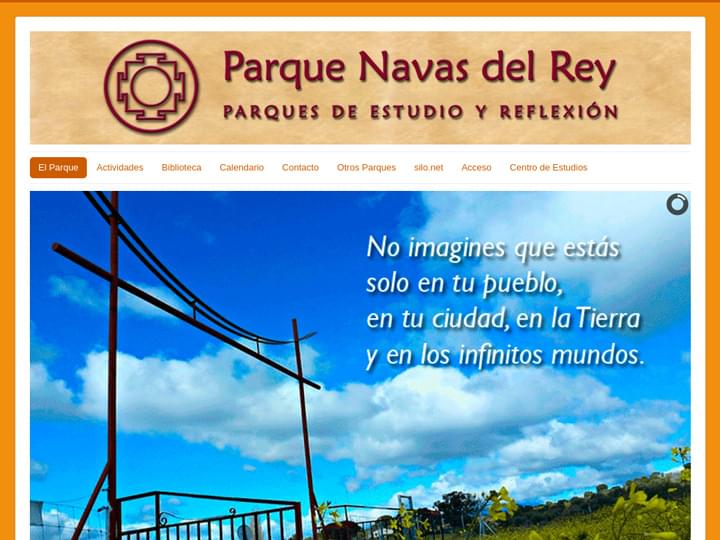 Parque Navas del Rey
PARQUES DE ESTUDIO Y REFLEXIÓN
El Parque Actividades Biblioteca Calendario Contacto Otros Parques silo.net Acceso Centro de Estudios
No imagines que estás
solo en tu pueblo,
en tu ciudad, en la Tierra
y en los infinitos mundos.